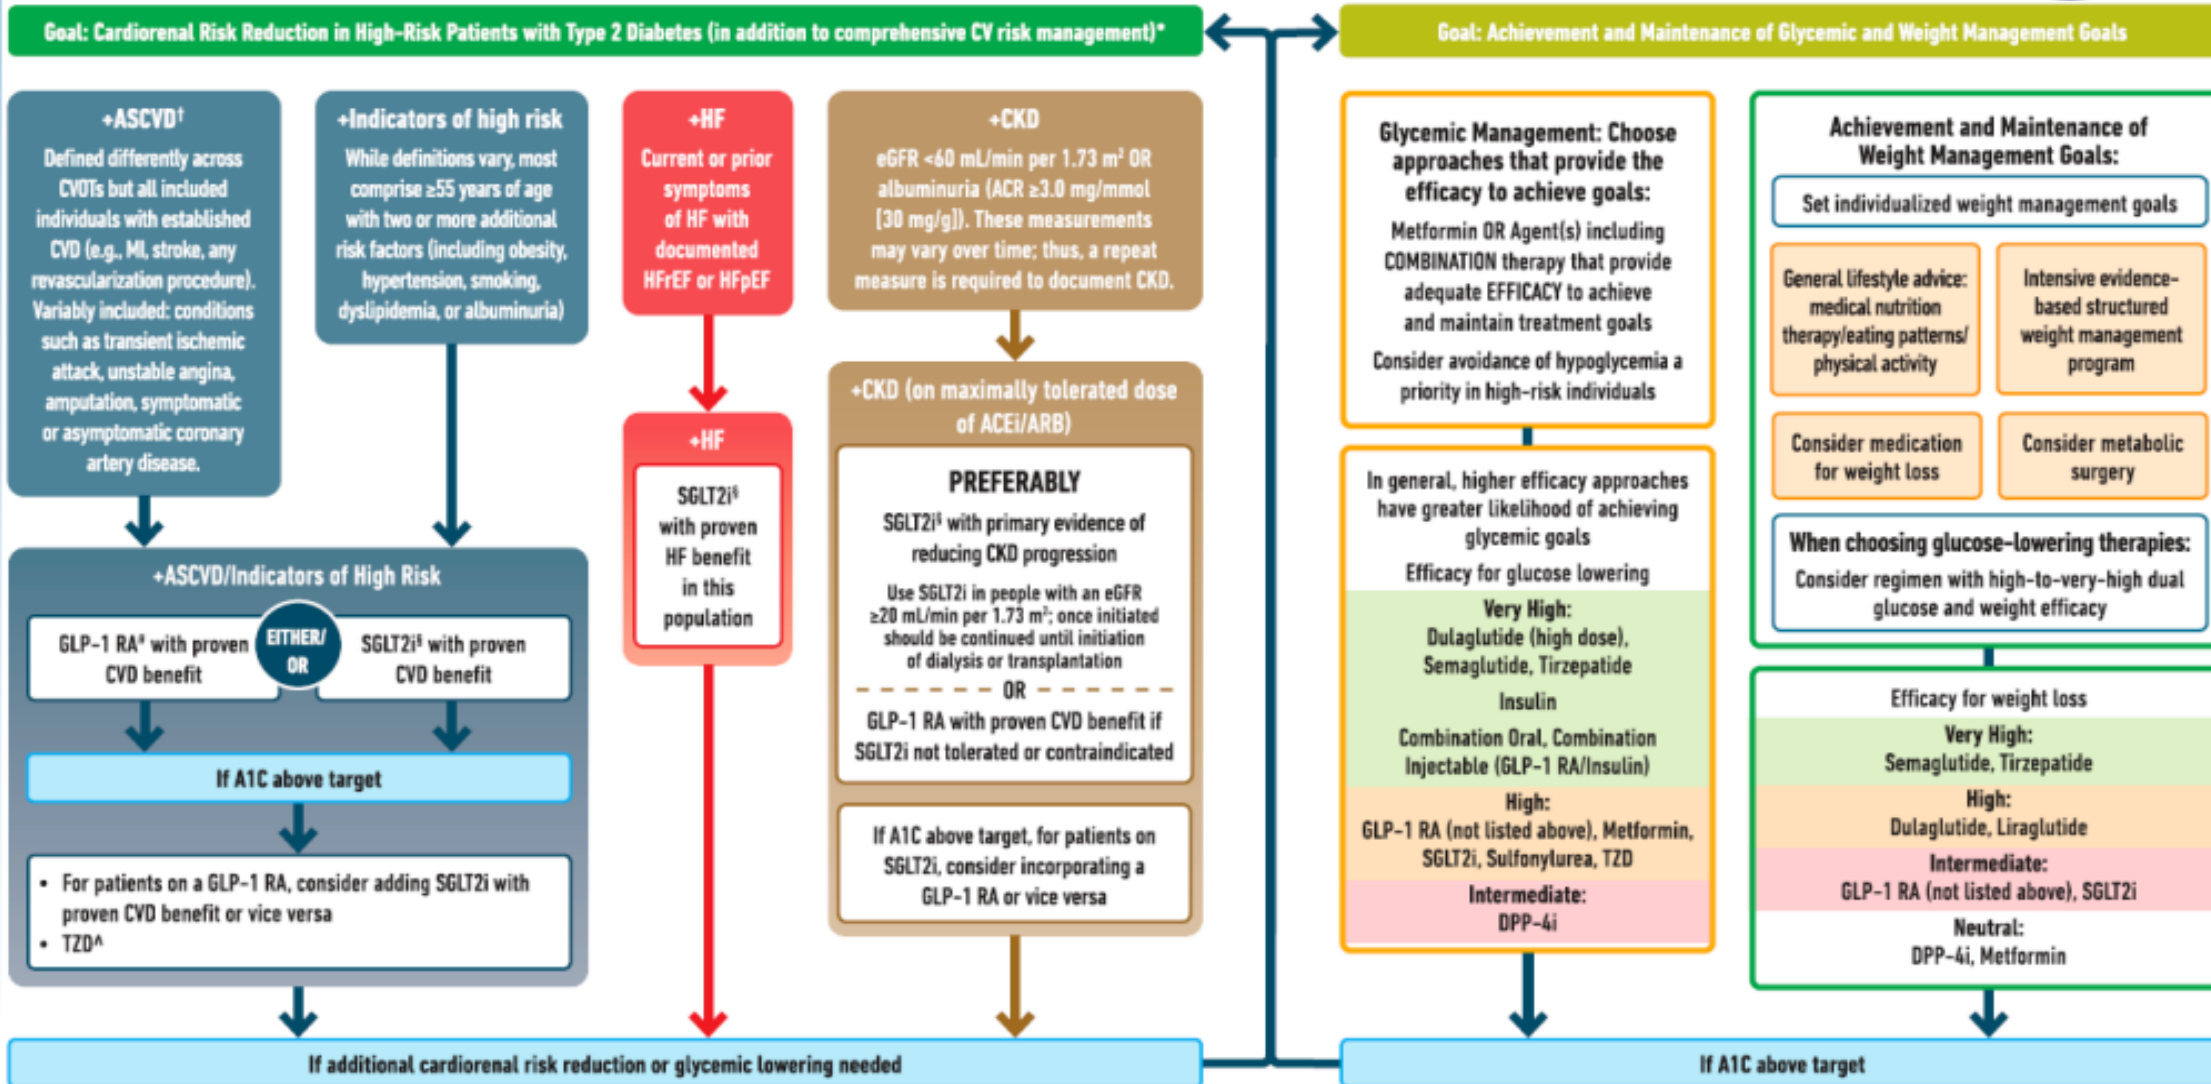 Goal: Cardiorenal Risk Reduction in High-Risk Patients with Type 2 Diabetes (in addition to comprehensive CV risk management)*
+ASCVD†
Defined differently across
CVOTs but all included
individuals with established
CVD (e.g., MI, stroke, any
revascularization procedure).
Variably included: conditions
such as transient ischemic
attack, unstable angina,
amputation, symptomatic
or asymptomatic coronary
artery disease.
+Indicators of high risk
While definitions vary, most
comprise ≥55 years of age
with two or more additional
risk factors (including obesity,
hypertension, smoking,
dyslipidemia, or albuminuria)
+ASCVD/Indicators of High Risk
GLP-1 RA# with proven
CVD benefit
EITHER/
OR
SGLT2i§ with proven
CVD benefit
If A1C above target
• For patients on a GLP-1 RA, consider adding SGLT2i with
proven CVD benefit or vice versa
• TZD^
+HF
Current or prior
symptoms
of HF with
documented
HFrEF or HFpEF
+HF
SGLT2i§
with proven
HF benefit
in this
population
+CKD
eGFR <60 mL/min per 1.73 m² OR
albuminuria (ACR ≥3.0 mg/mmol
[30 mg/g]). These measurements
may vary over time; thus, a repeat
measure is required to document CKD.
+CKD (on maximally tolerated dose
of ACEi/ARB)
PREFERABLY
SGLT2i§ with primary evidence of
reducing CKD progression
Use SGLT2i in people with an eGFR
≥20 mL/min per 1.73 m²; once initiated
should be continued until initiation
of dialysis or transplantation
OR
GLP-1 RA with proven CVD benefit if
SGLT2i not tolerated or contraindicated
If A1C above target, for patients on
SGLT2i, consider incorporating a
GLP-1 RA or vice versa
If additional cardiorenal risk reduction or glycemic lowering needed
Goal: Achievement and Maintenance of Glycemic and Weight Management Goals
Glycemic Management: Choose
approaches that provide the
efficacy to achieve goals:
Metformin OR Agent(s) including
COMBINATION therapy that provide
adequate EFFICACY to achieve
and maintain treatment goals
Consider avoidance of hypoglycemia a
priority in high-risk individuals
In general, higher efficacy approaches
have greater likelihood of achieving
glycemic goals
Efficacy for glucose lowering
Very High:
Dulaglutide (high dose),
Semaglutide, Tirzepatide
Insulin
Combination Oral, Combination
Injectable (GLP-1 RA/Insulin)
High:
GLP-1 RA (not listed above), Metformin,
SGLT2i, Sulfonylurea, TZD
Intermediate:
DPP-4i
Achievement and Maintenance of
Weight Management Goals:
Set individualized weight management goals
General lifestyle advice:
medical nutrition
therapy/eating patterns/
physical activity
Intensive evidence-
based structured
weight management
program
Consider medication
for weight loss
Consider metabolic
surgery
When choosing glucose-lowering therapies:
Consider regimen with high-to-very-high dual
glucose and weight efficacy
Efficacy for weight loss
Very High:
Semaglutide, Tirzepatide
High:
Dulaglutide, Liraglutide
Intermediate:
GLP-1 RA (not listed above), SGLT2i
Neutral:
DPP-4i, Metformin
If A1C above target